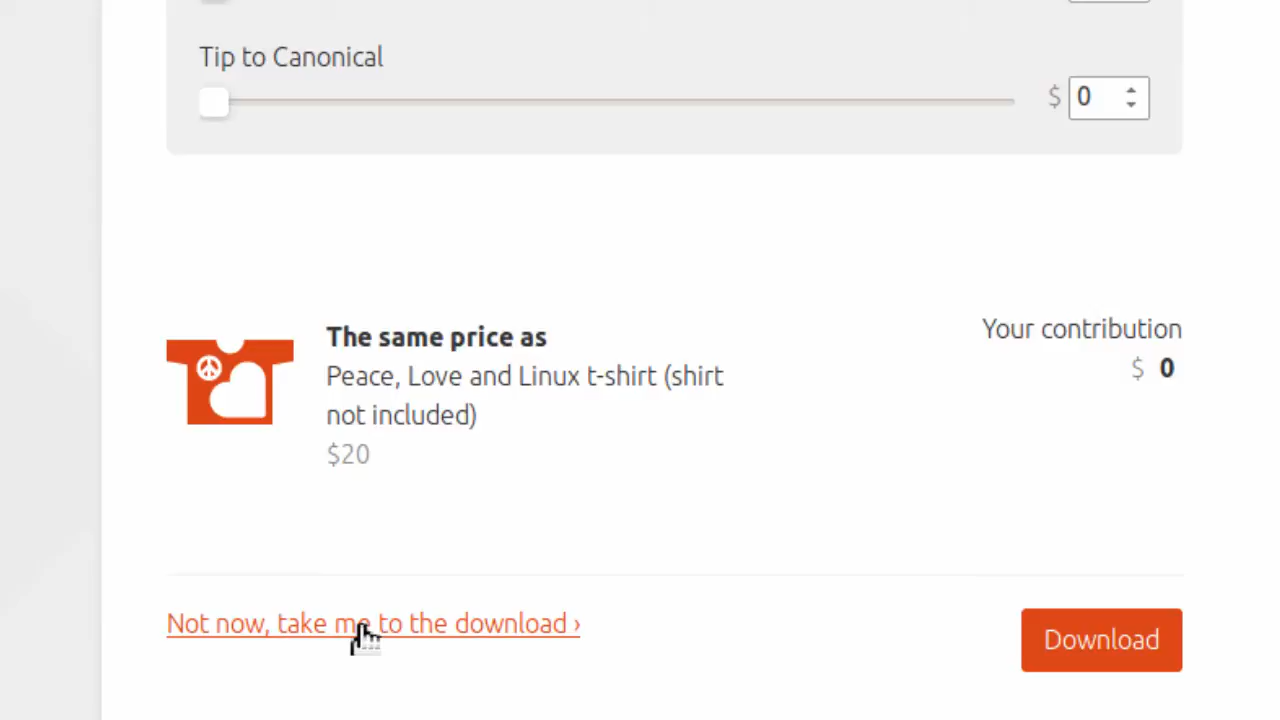 Tip to Canonical
$ 0
The same price as
Peace, Love and Linux t-shirt (shirt
not included)
$20
Your contribution
$ 0
Not now, take me to the download ›
Download